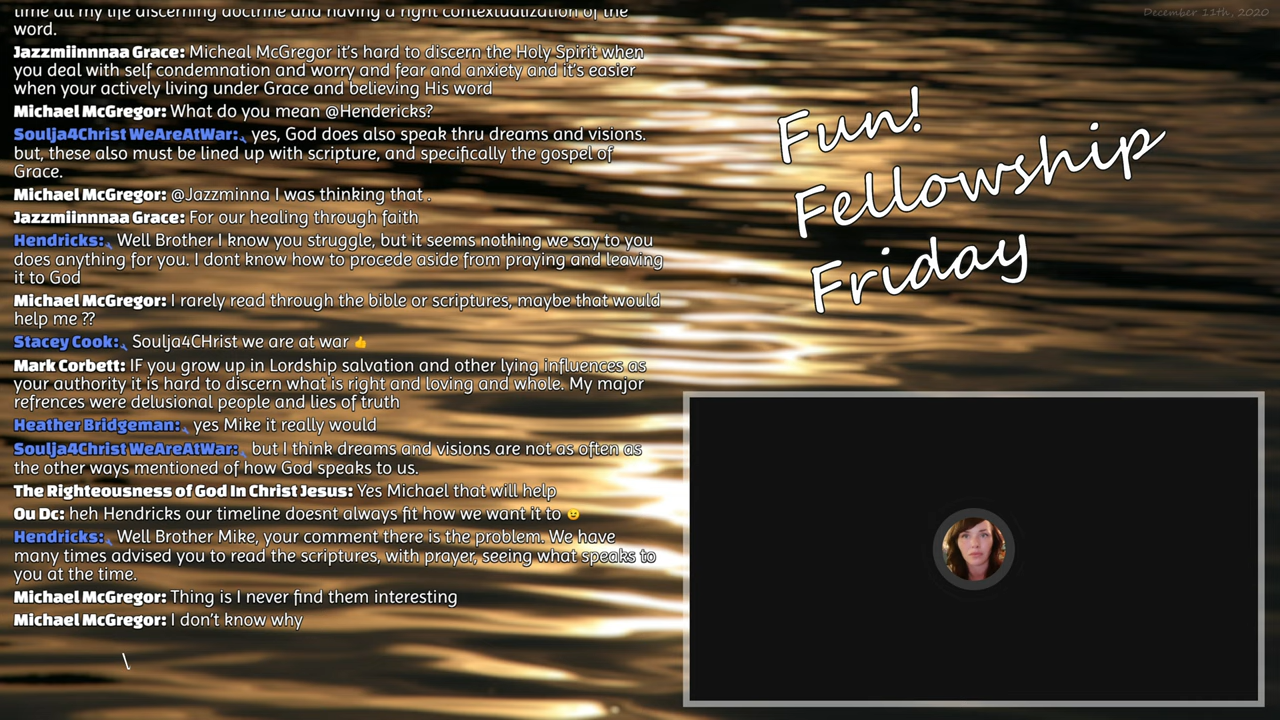 time all my life discerning doctrine and having a right contextualization of the
word.
Jazzmiinnnaa Grace: Micheal McGregor it's hard to discern the Holy Spirit when
you deal with self condemnation and worry and fear and anxiety and it's easier
when your actively living under Grace and believing His word
Michael McGregor: What do you mean @Hendericks?
Soulja4Christ WeAreAtWar: yes, God does also speak thru dreams and visions.
but, these also must be lined up with scripture, and specifically the gospel of
Grace.
Michael McGregor: @Jazzminna I was thinking that .
Jazzmiinnnaa Grace: For our healing through faith
Hendricks: Well Brother I know you struggle, but it seems nothing we say to you
does anything for you. I dont know how to procede aside from praying and leaving
it to God
Michael McGregor: I rarely read through the bible or scriptures, maybe that would
help me ??
Stacey Cook: Soulja4CHrist we are at war 👍
Mark Corbett: IF you grow up in Lordship salvation and other lying influences as
your authority it is hard to discern what is right and loving and whole. My major
refrences were delusional people and lies of truth
Heather Bridgeman: yes Mike it really would
Soulja4Christ WeAreAtWar: but I think dreams and visions are not as often as
the other ways mentioned of how God speaks to us.
The Righteousness of God In Christ Jesus: Yes Michael that will help
Ou Dc: heh Hendricks our timeline doesnt always fit how we want it to 🙂
Hendricks: Well Brother Mike, your comment there is the problem. We have
many times advised you to read the scriptures, with prayer, seeing what speaks to
you at the time.
Michael McGregor: Thing is I never find them interesting
Michael McGregor: I don't know why
\
December 11th, 2020
Fun!
Fellowship
Friday